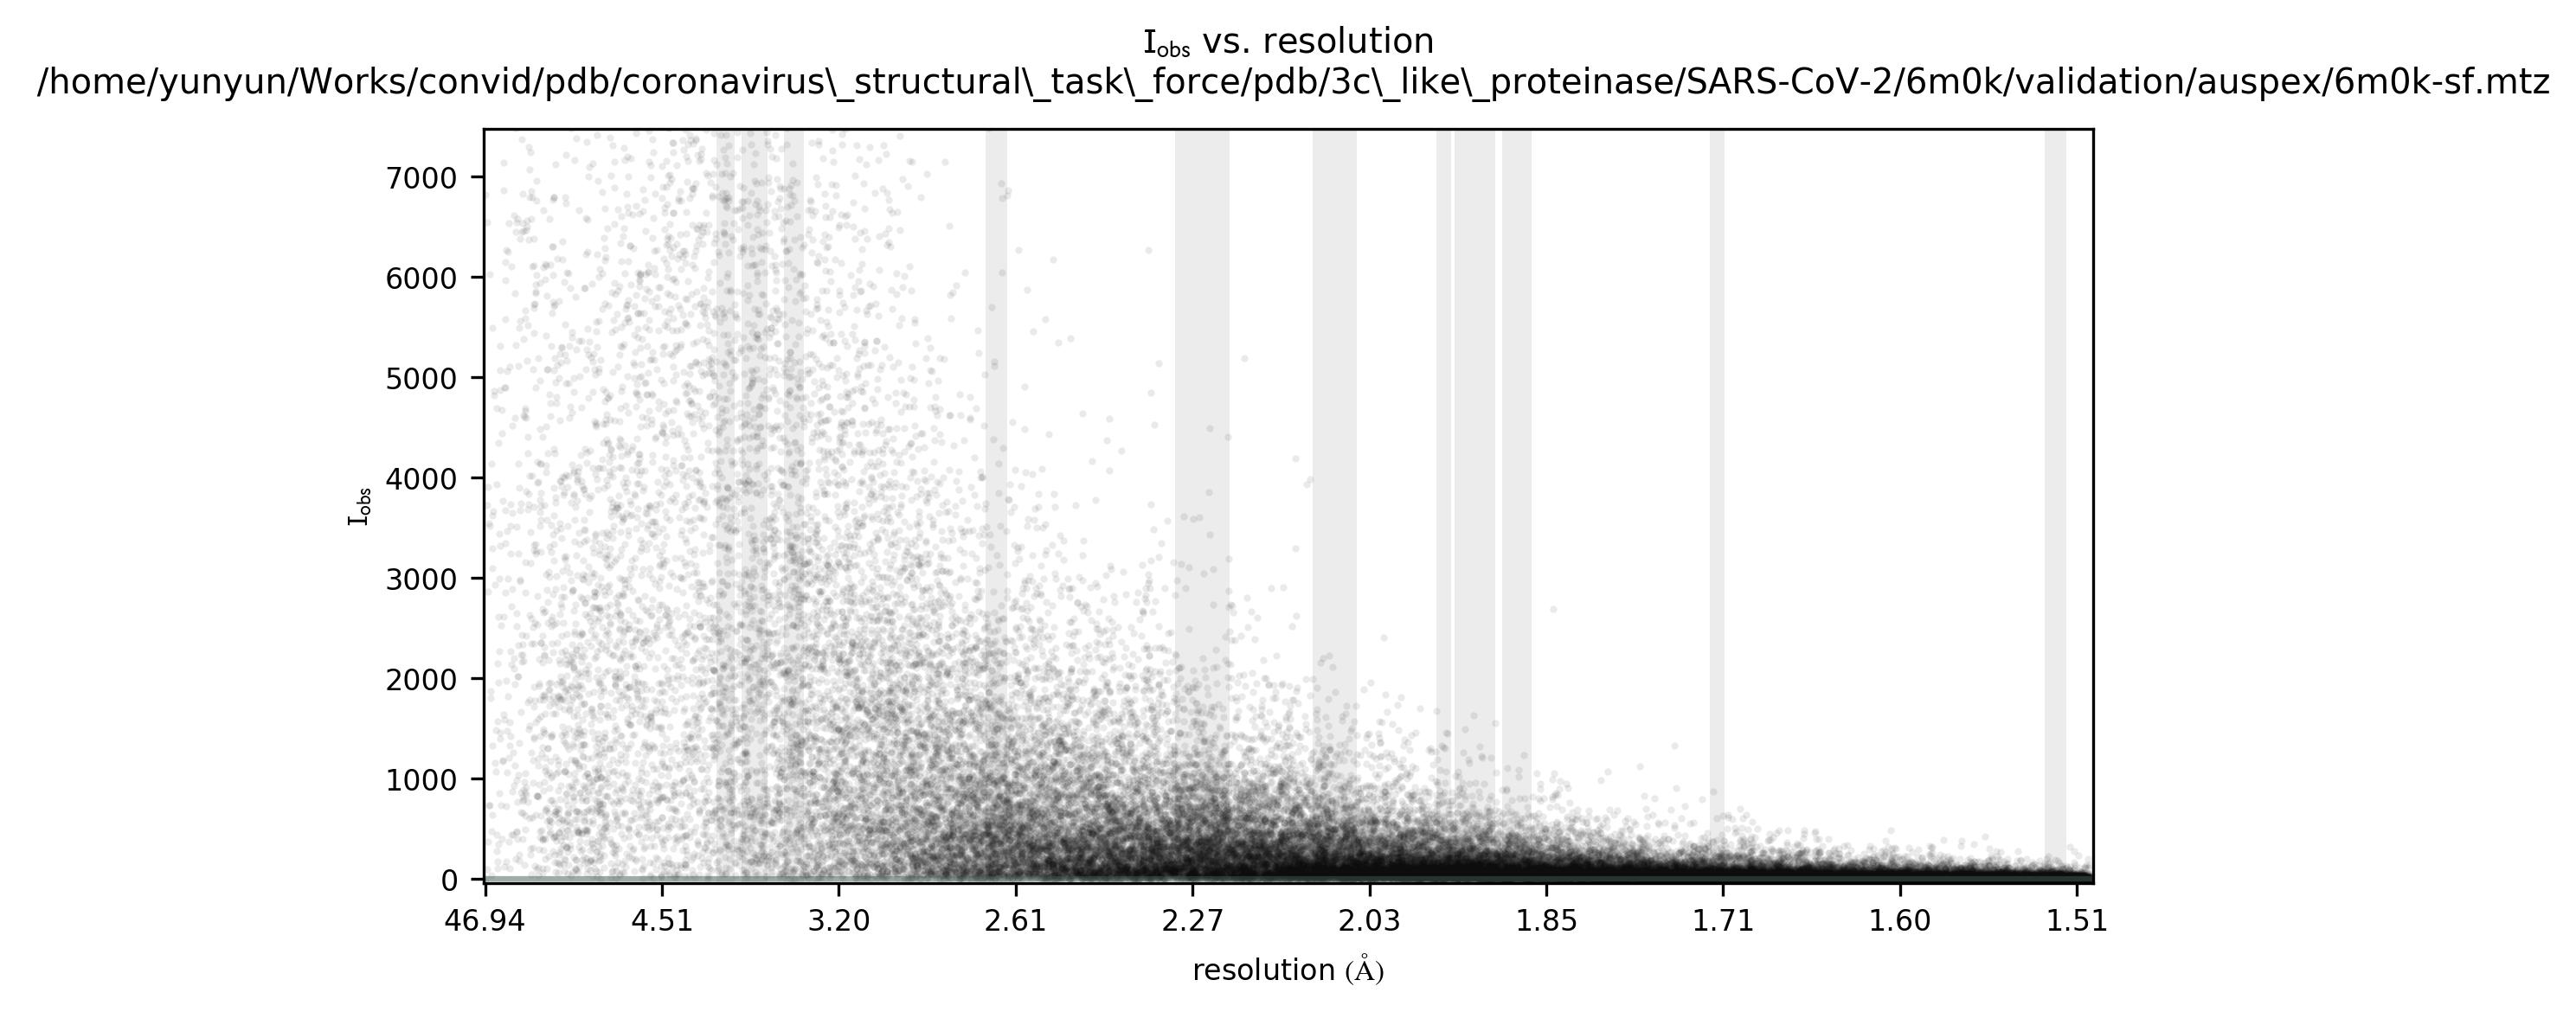 I_obs vs. resolution
/home/yunyun/Works/convid/pdb/coronavirus\_structural\_task\_force/pdb/3c\_like\_proteinase/SARS-CoV-2/6m0k/validation/auspex/6m0k-sf.mtz
7000
6000
5000
4000
3000
2000
1000
0
I_obs
46.94 4.51 3.20 2.61 2.27 2.03 1.85 1.71 1.60 1.51
resolution (Å)